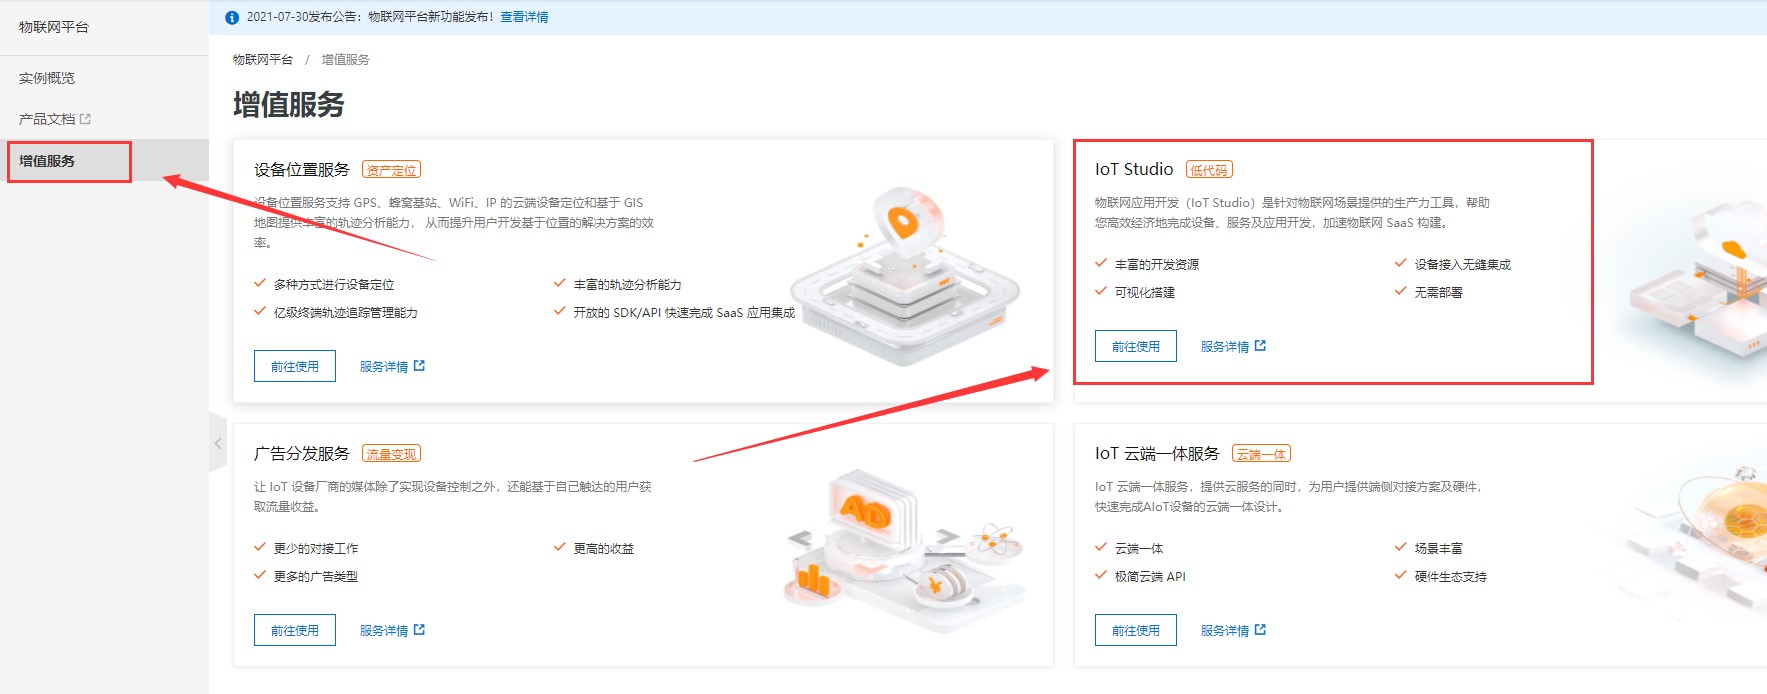 物联网平台
实例概览
产品文档
增值服务
2021-07-30发布公告：物联网平台新功能发布！ 查看详情
物联网平台 / 增值服务
增值服务
设备位置服务 资产定位
设备位置服务支持 GPS、蜂窝基站、WiFi、IP 的云端设备定位和基于 GIS
地图提供丰富的轨迹分析能力， 从而提升用户开发基于位置的解决方案的效
率。
多种方式进行设备定位 丰富的轨迹分析能力
亿级终端轨迹追踪管理能力 开放的 SDK/API 快速完成 SaaS 应用集成
前往使用 服务详情
IoT Studio 低代码
物联网应用开发（IoT Studio）是针对物联网场景提供的生产力工具，帮助
您高效经济地完成设备、服务及应用开发，加速物联网 SaaS 构建。
丰富的开发资源 设备接入无缝集成
可视化搭建 无需部署
前往使用 服务详情
广告分发服务 流量变现
让 IoT 设备厂商的媒体除了实现设备控制之外，还能基于自己触达的用户获
取流量收益。
更少的对接工作 更高的收益
更多的广告类型
AD
前往使用 服务详情
IoT 云端一体服务 云端一体
IoT 云端一体服务，提供云服务的同时，为用户提供端侧对接方案及硬件，
快速完成AIoT设备的云端一体设计。
云端一体 场景丰富
极简云端 API 硬件生态支持
前往使用 服务详情